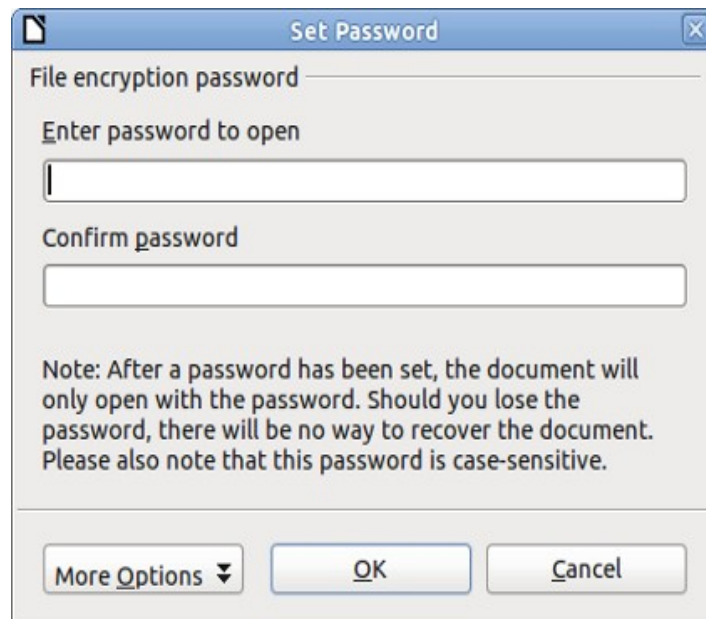 Set Password
File encryption password
Enter password to open
Confirm password
Note: After a password has been set, the document will
only open with the password. Should you lose the
password, there will be no way to recover the document.
Please also note that this password is case-sensitive.
More Options OK Cancel